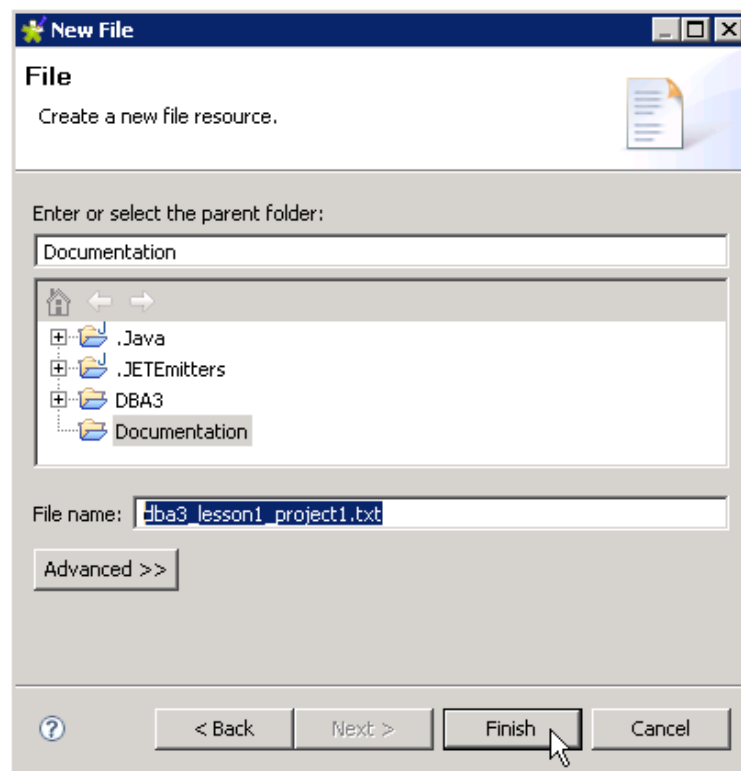 New File
File
Create a new file resource.
Enter or select the parent folder:
Documentation
.Java
.JETEmitters
DBA3
Documentation
File name: dba3_lesson1_project1.txt
Advanced >>
? < Back Next > Finish Cancel